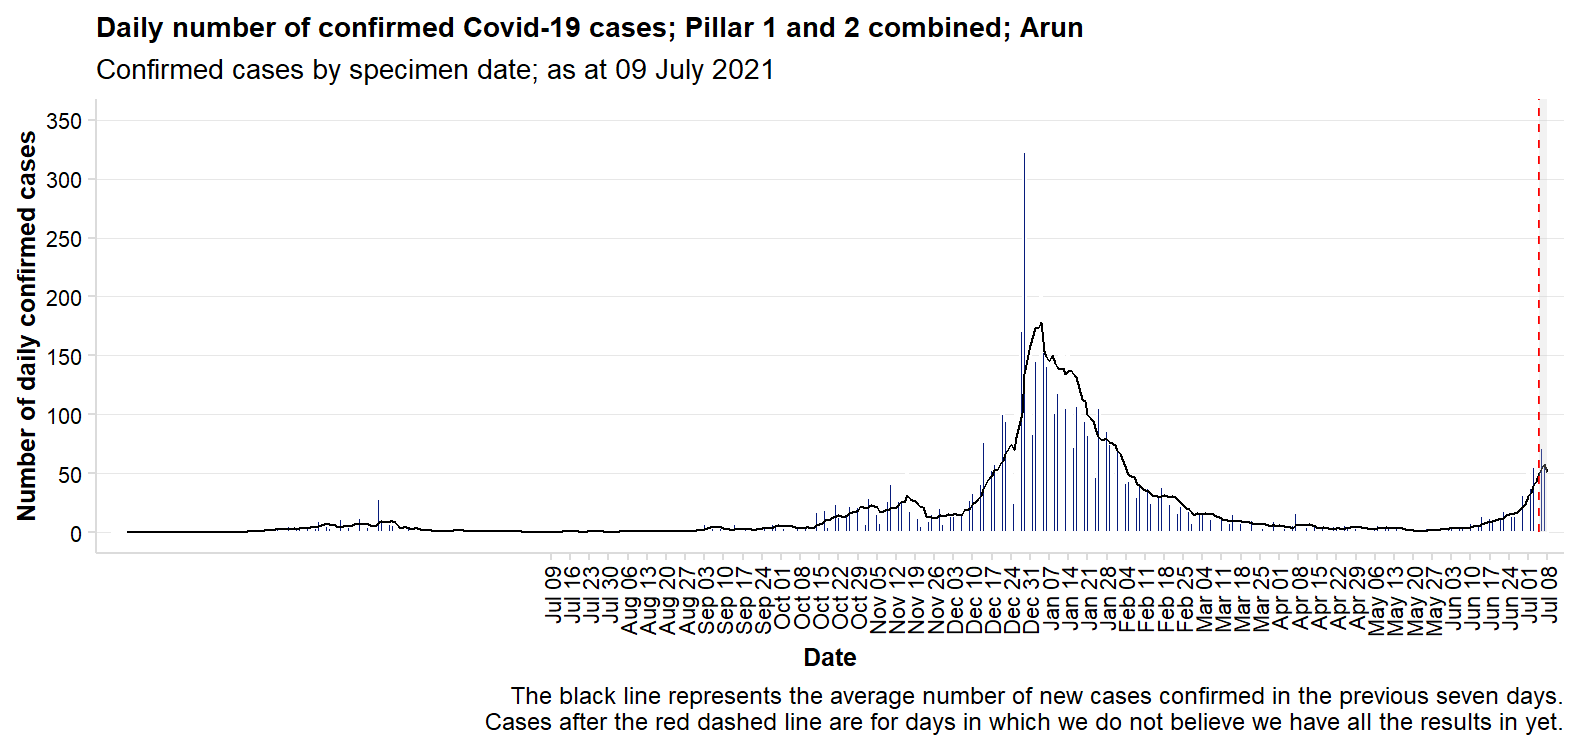 Daily number of confirmed Covid-19 cases; Pillar 1 and 2 combined; Arun
Confirmed cases by specimen date; as at 09 July 2021
Number of daily confirmed cases
350
300
250
200
150
100
50
0
Jul 09
Jul 16
Jul 23
Jul 30
Aug 06
Aug 13
Aug 20
Aug 27
Sep 03
Sep 10
Sep 17
Sep 24
Oct 01
Oct 08
Oct 15
Oct 22
Oct 29
Nov 05
Nov 12
Nov 19
Nov 26
Dec 03
Dec 10
Dec 17
Dec 24
Dec 31
Jan 07
Jan 14
Jan 21
Jan 28
Feb 04
Feb 11
Feb 18
Feb 25
Mar 04
Mar 11
Mar 18
Mar 25
Apr 01
Apr 08
Apr 15
Apr 22
Apr 29
May 06
May 13
May 20
May 27
Jun 03
Jun 10
Jun 17
Jun 24
Jul 01
Jul 08
Date
The black line represents the average number of new cases confirmed in the previous seven days.
Cases after the red dashed line are for days in which we do not believe we have all the results in yet.